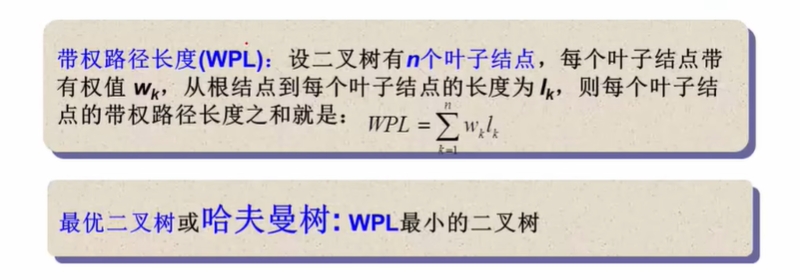 带权路径长度(WPL)：设二叉树有n个叶子结点，每个叶子结点带
有权值 wk，从根结点到每个叶子结点的长度为 lk，则每个叶子结
点的带权路径长度之和就是： WPL = ∑_{k=1}^{n} w_k l_k
最优二叉树或哈夫曼树: WPL最小的二叉树